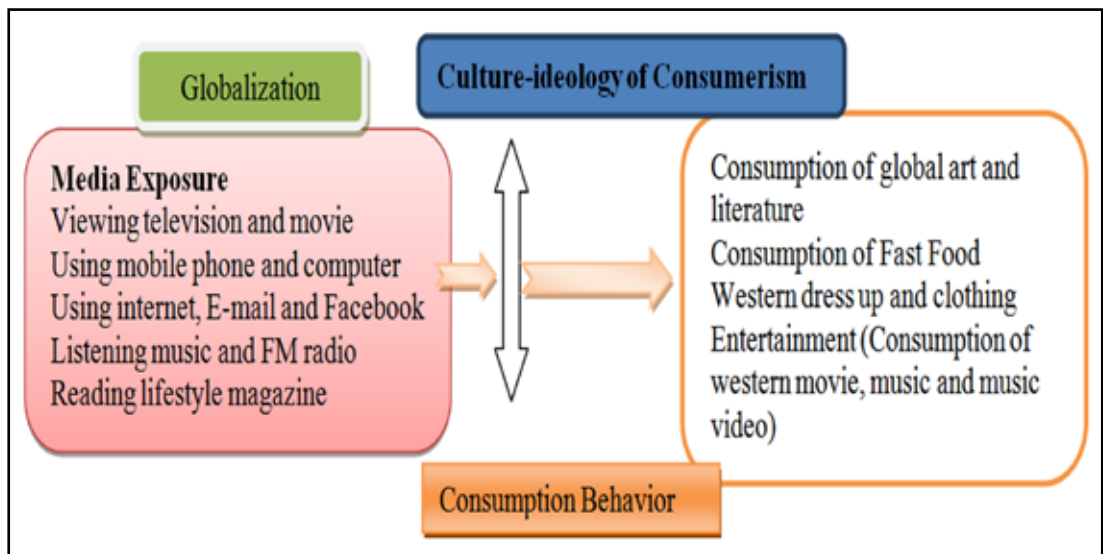 Globalization
Culture-ideology of Consumerism
Media Exposure
Viewing television and movie
Using mobile phone and computer
Using internet, E-mail and Facebook
Listening music and FM radio
Reading lifestyle magazine
Consumption of global art and
literature
Consumption of Fast Food
Western dress up and clothing
Entertainment (Consumption of
western movie, music and music
video)
Consumption Behavior